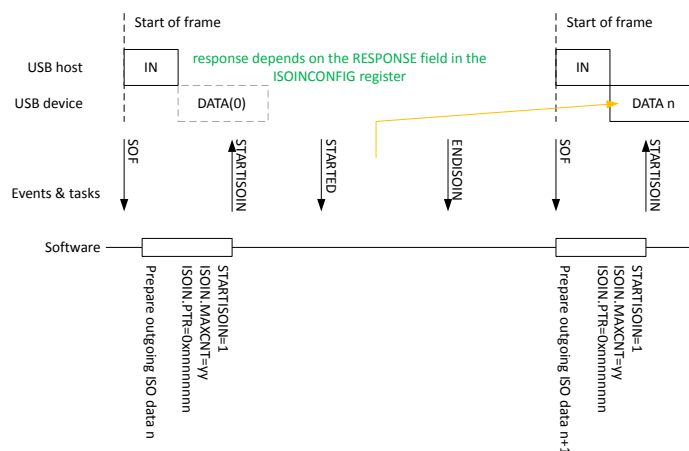 Start of frame
Start of frame
USB host
IN
response depends on the RESPONSE field in the
ISOINCONFIG register
IN
USB device
DATA(0)
DATA n
Events & tasks
SOF
STARTISOIN
STARTED
ENDISOIN
SOF
STARTISOIN
Software
Prepare outgoing ISO data n
ISOIN.PTR=0xnnnnnnnn
ISOIN.MAXCNT=yy
STARTISOIN=1
Prepare outgoing ISO data n+1
ISOIN.PTR=0xnnnnnnnn
ISOIN.MAXCNT=yy
STARTISOIN=1